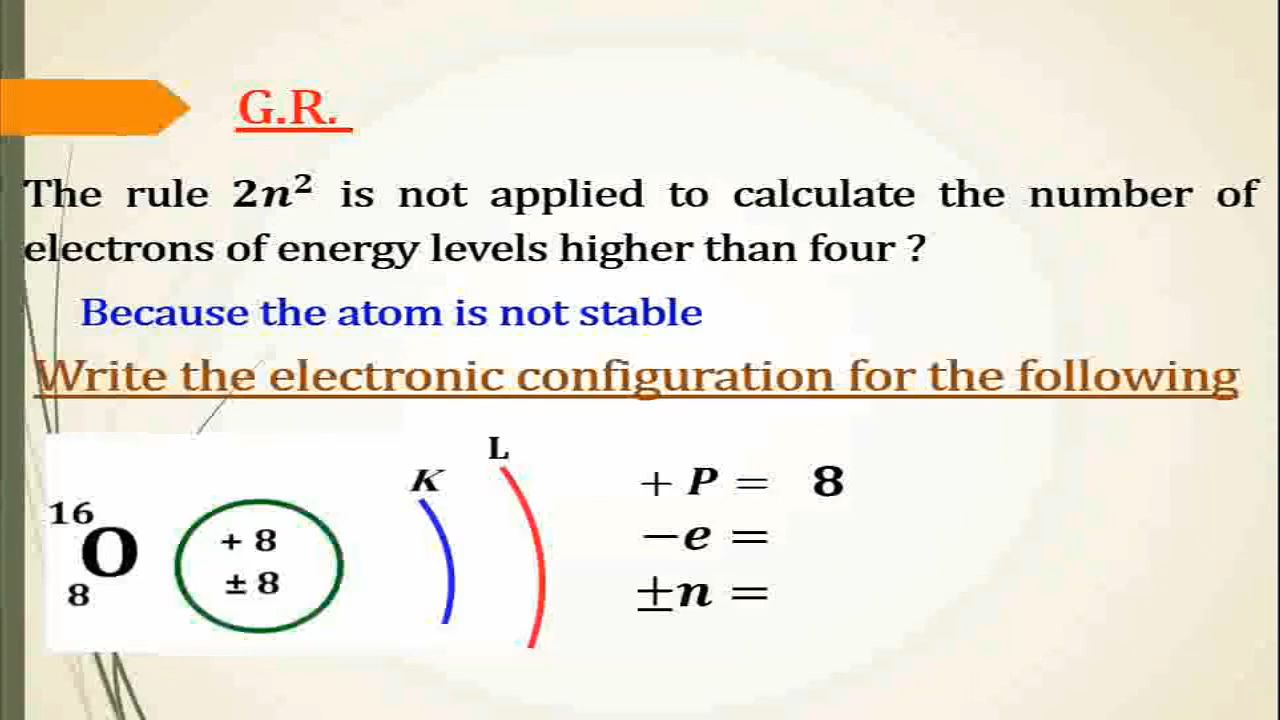 G.R.
The rule 2n² is not applied to calculate the number of
electrons of energy levels higher than four ?
Because the atom is not stable
Write the electronic configuration for the following
L
K
+ P = 8
16
O
8
+ 8
± 8
−e =
±n =